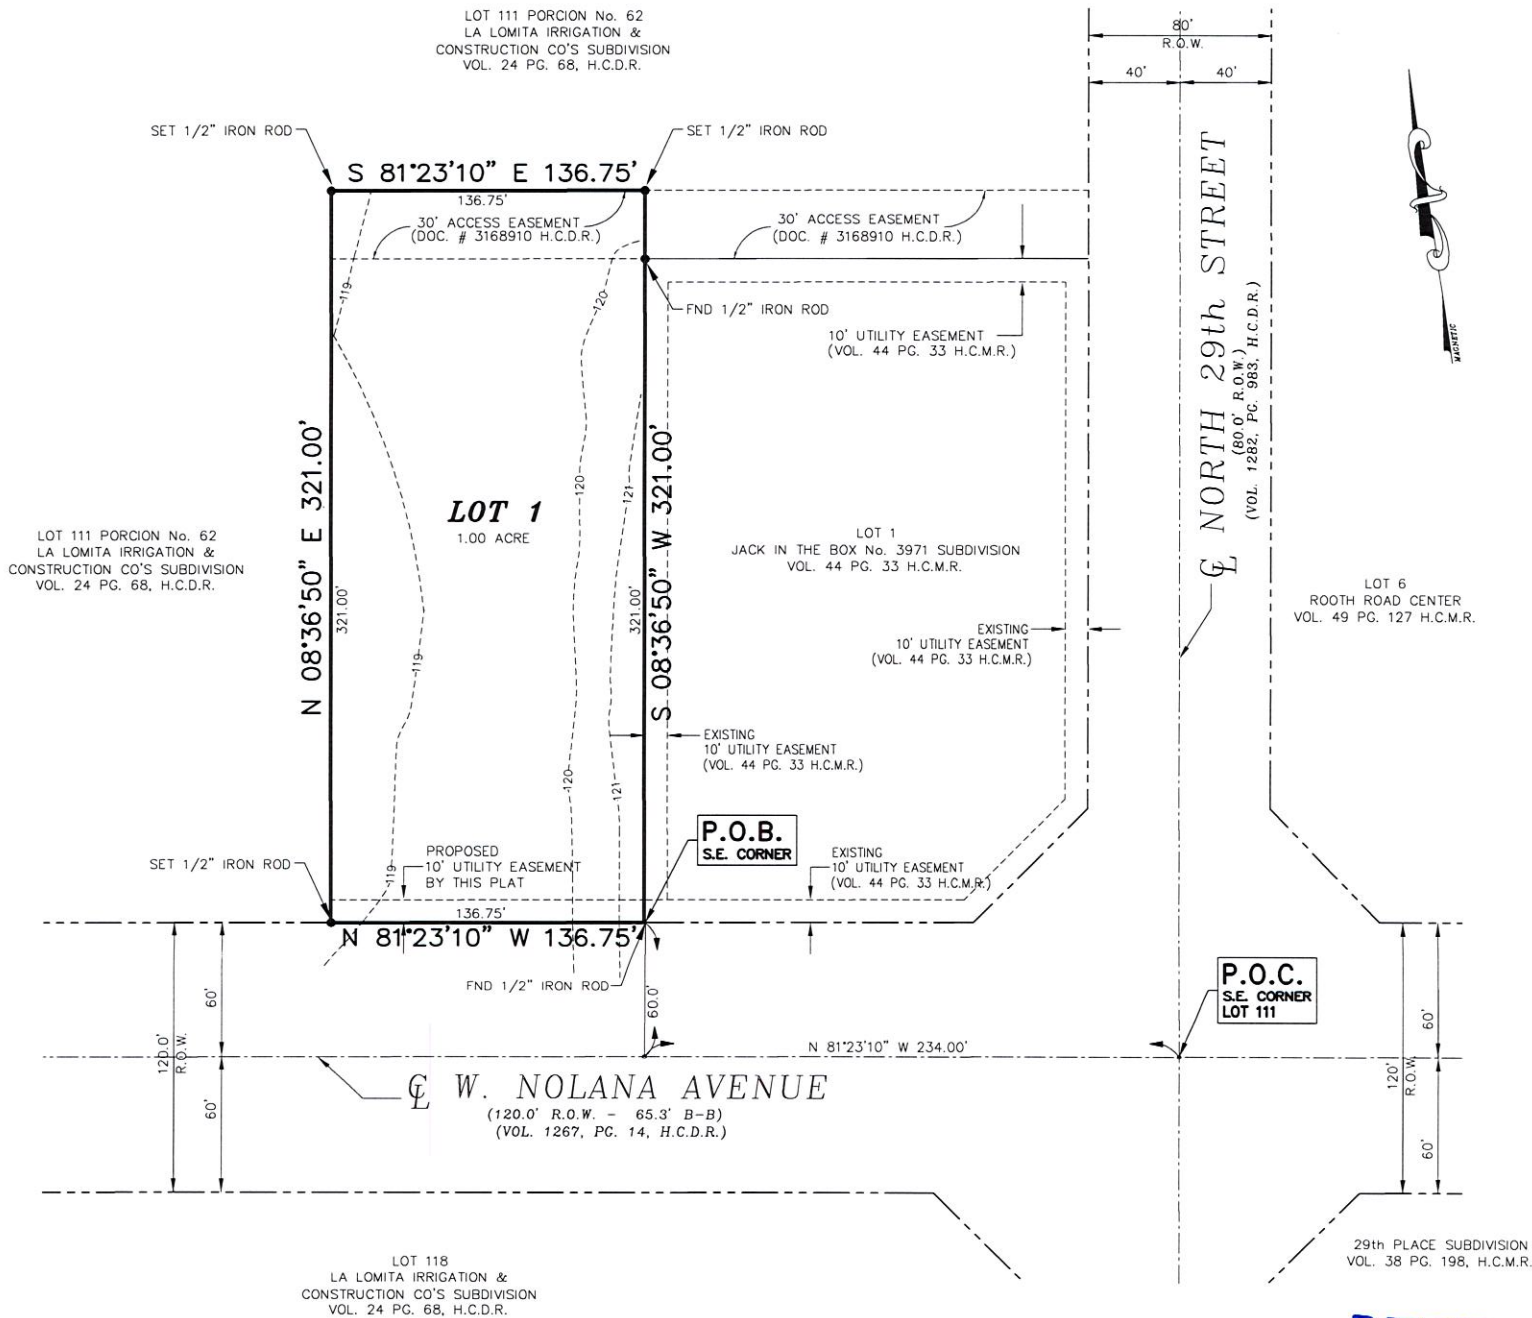 LOT 111 PORCION No. 62
LA LOMITA IRRIGATION &
CONSTRUCTION CO'S SUBDIVISION
VOL. 24 PG. 68, H.C.D.R.
80'
R.O.W.
40'
40'
SET 1/2" IRON ROD
SET 1/2" IRON ROD
S 81°23'10" E 136.75'
136.75'
30' ACCESS EASEMENT
(DOC. # 3168910 H.C.D.R.)
30' ACCESS EASEMENT
(DOC. # 3168910 H.C.D.R.)
119
120
FND 1/2" IRON ROD
10' UTILITY EASEMENT
(VOL. 44 PG. 33 H.C.M.R.)
℄ NORTH 29th STREET
(80.0' R.O.W.)
(VOL. 1282, PG. 983, H.C.D.R.)
MAGNETIC
N 08°36'50" E 321.00'
321.00'
LOT 1
1.00 ACRE
120
121
321.00'
S 08°36'50" W 321.00'
LOT 111 PORCION No. 62
LA LOMITA IRRIGATION &
CONSTRUCTION CO'S SUBDIVISION
VOL. 24 PG. 68, H.C.D.R.
LOT 1
JACK IN THE BOX No. 3971 SUBDIVISION
VOL. 44 PG. 33 H.C.M.R.
LOT 6
ROOTH ROAD CENTER
VOL. 49 PG. 127 H.C.M.R.
EXISTING
10' UTILITY EASEMENT
(VOL. 44 PG. 33 H.C.M.R.)
119
EXISTING
10' UTILITY EASEMENT
(VOL. 44 PG. 33 H.C.M.R.)
120
121
P.O.B.
S.E. CORNER
SET 1/2" IRON ROD
119
PROPOSED
10' UTILITY EASEMENT
BY THIS PLAT
EXISTING
10' UTILITY EASEMENT
(VOL. 44 PG. 33 H.C.M.R.)
136.75'
N 81°23'10" W 136.75'
FND 1/2" IRON ROD
60.0'
P.O.C.
S.E. CORNER
LOT 111
60'
120.0'
R.O.W.
60'
N 81°23'10" W 234.00'
60'
120'
R.O.W.
60'
℄ W. NOLANA AVENUE
(120.0' R.O.W. - 65.3' B-B)
(VOL. 1267, PG. 14, H.C.D.R.)
LOT 118
LA LOMITA IRRIGATION &
CONSTRUCTION CO'S SUBDIVISION
VOL. 24 PG. 68, H.C.D.R.
29th PLACE SUBDIVISION
VOL. 38 PG. 198, H.C.M.R.